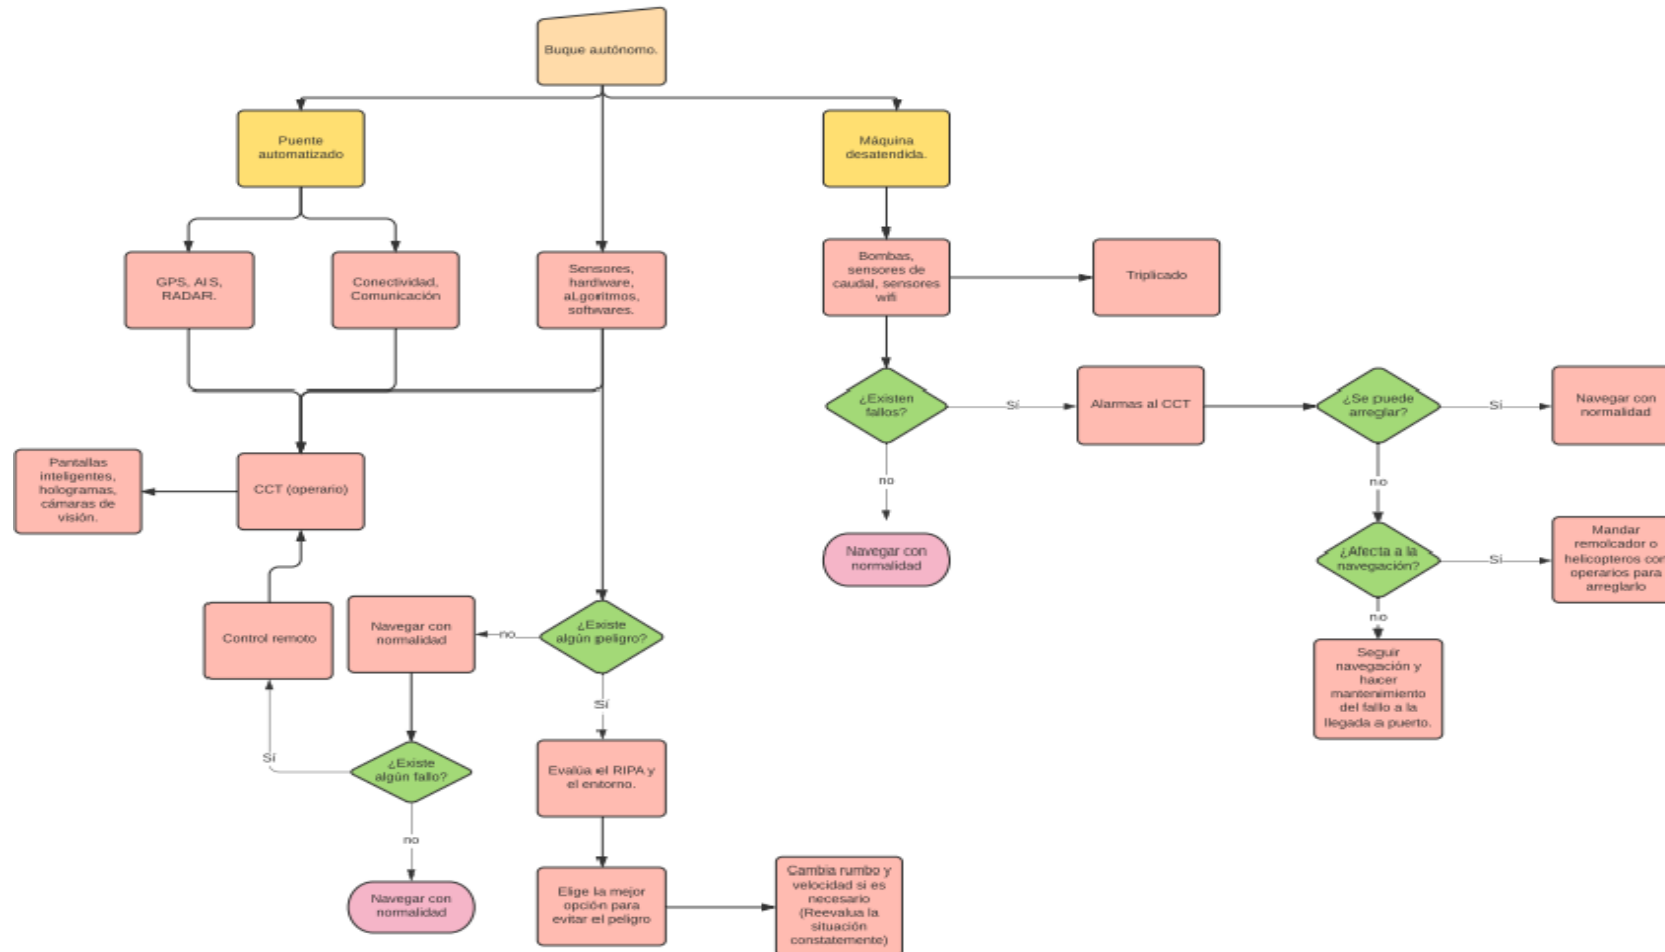 Buque autónomo.
Puente
automatizado
Máquina
desatendida.
GPS, AIS,
RADAR.
Conectividad,
Comunicación
Sensores,
hardware,
aLgoritmos,
softwares.
Bombas,
sensores de
caudal, sensores
wifi
Triplicado
¿Existen
fallos?
Sí
Alarmas al CCT
¿Se puede
arreglar?
Sí
Navegar con
normalidad
Pantallas
inteligentes,
hologramas,
cámaras de
visión.
CCT (operario)
no
no
Navegar con
normalidad
¿Afecta a la
navegación?
Sí
Mandar
remolcador o
helicopteros con
operarios para
arreglarlo
no
Control remoto
Navegar con
normalidad
no
¿Existe
algún peligro?
Seguir
navegación y
hacer
mantenimiento
del fallo a la
llegada a puerto.
Sí
Sí
¿Existe
algún fallo?
Evalúa el RIPA y
el entorno.
no
Navegar con
normalidad
Elige la mejor
opción para
evitar el peligro
Cambia rumbo y
velocidad si es
necesario
(Reevalua la
situación
constatemente)